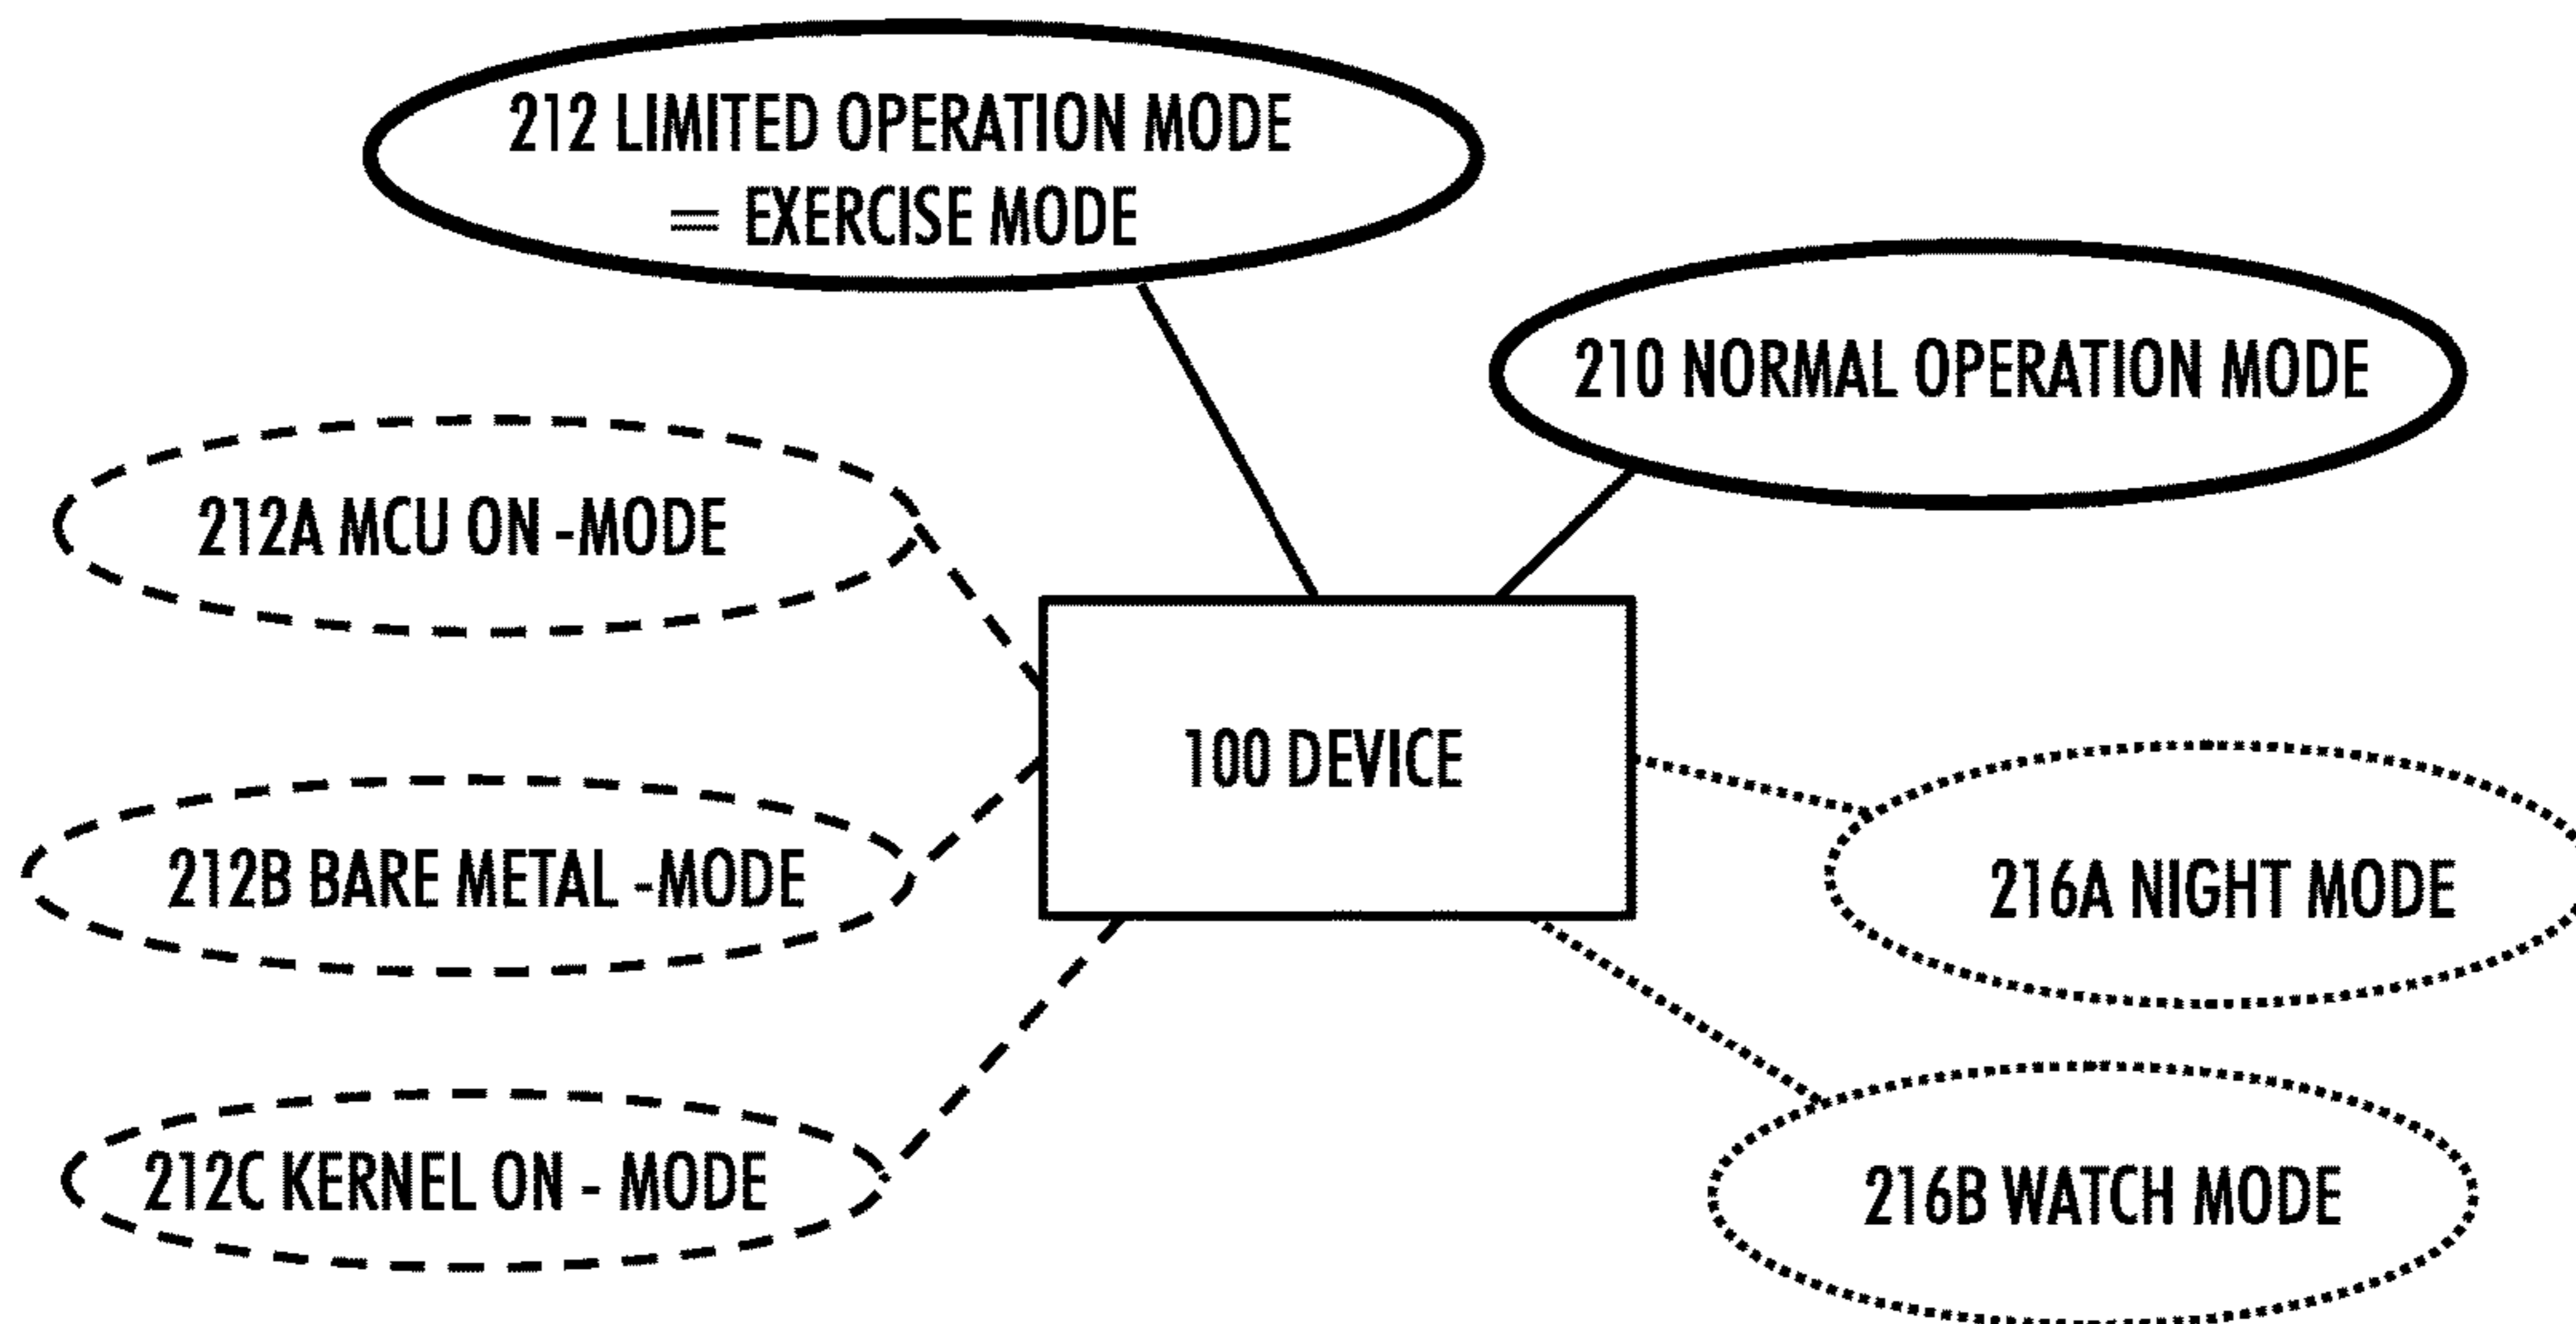 212 LIMITED OPERATION MODE
= EXERCISE MODE
210 NORMAL OPERATION MODE
212A MCU ON -MODE
100 DEVICE
212B BARE METAL -MODE
216A NIGHT MODE
212C KERNEL ON - MODE
216B WATCH MODE